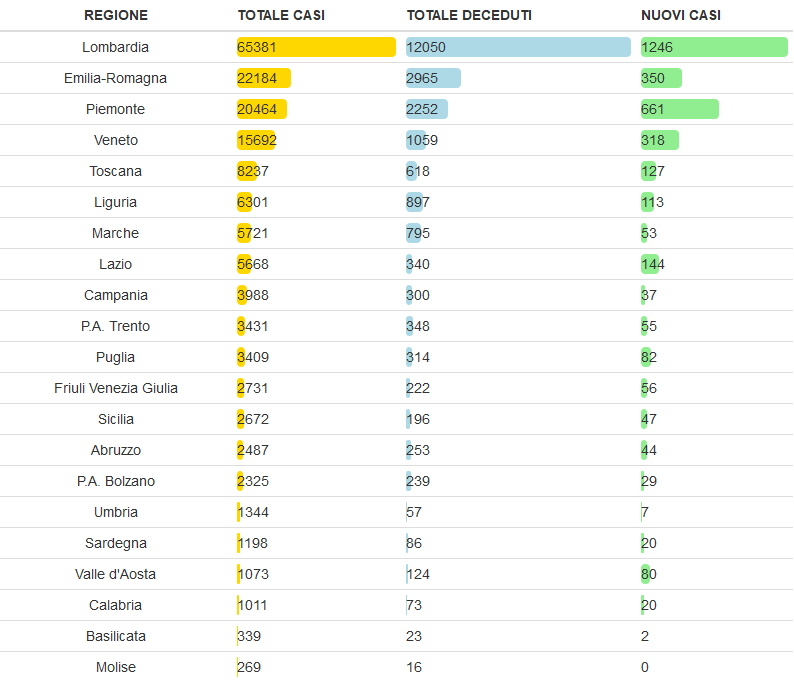 REGIONE TOTALE CASI TOTALE DECEDUTI NUOVI CASI
Lombardia 65381 12050 1246
Emilia-Romagna 22184 2965 350
Piemonte 20464 2252 661
Veneto 15692 1059 318
Toscana 8237 618 127
Liguria 6301 897 113
Marche 5721 795 53
Lazio 5668 340 144
Campania 3988 300 37
P.A. Trento 3431 348 55
Puglia 3409 314 82
Friuli Venezia Giulia 2731 222 56
Sicilia 2672 196 47
Abruzzo 2487 253 44
P.A. Bolzano 2325 239 29
Umbria 1344 57 7
Sardegna 1198 86 20
Valle d'Aosta 1073 124 80
Calabria 1011 73 20
Basilicata 339 23 2
Molise 269 16 0